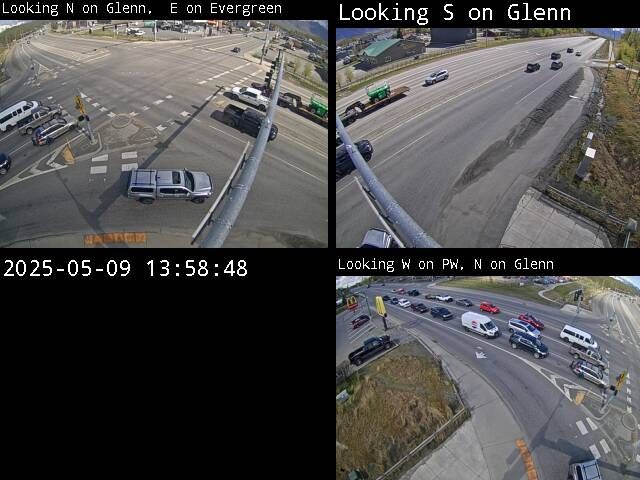 Looking N on Glenn,  E on Evergreen
Looking S on Glenn
2025-05-09 13:58:48
Looking W on PW, N on Glenn